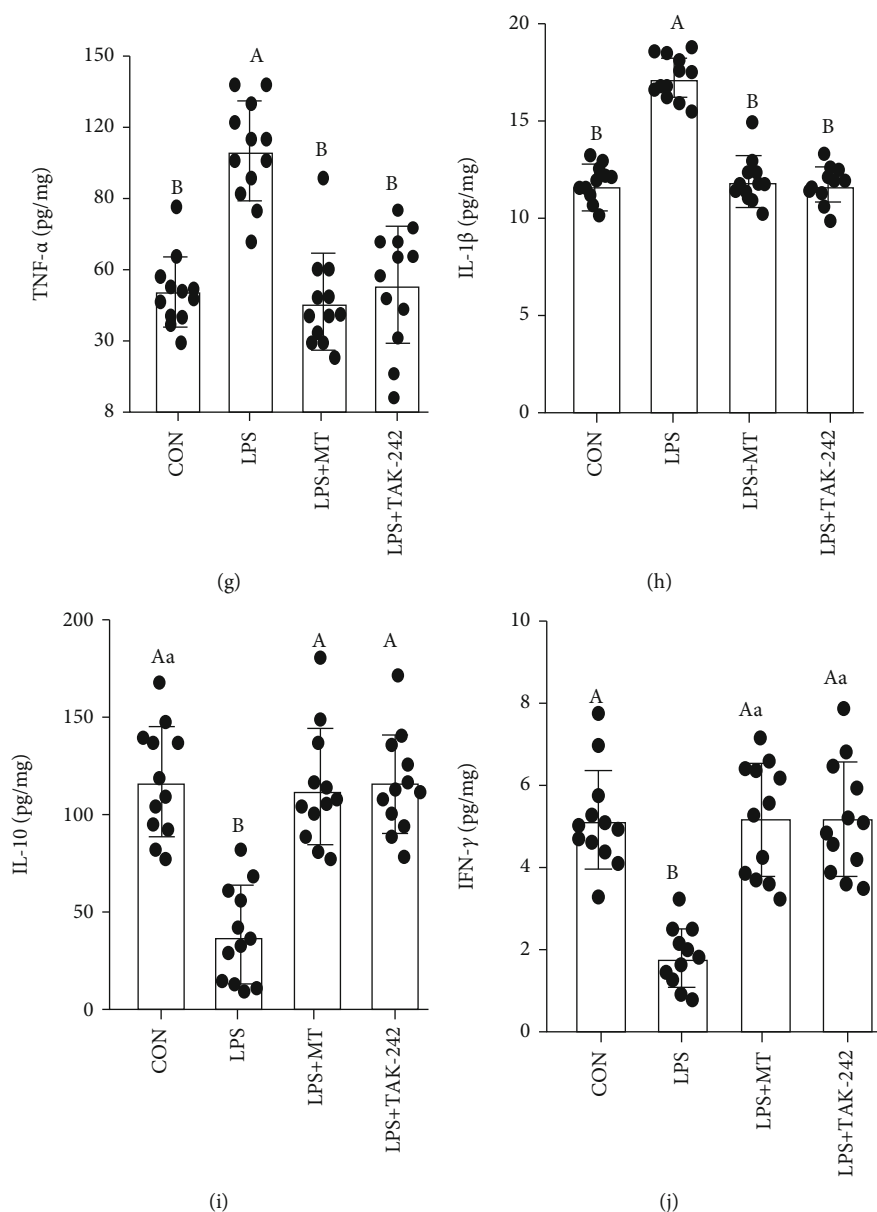 TNF-α (pg/mg)
150
120
80
60
30
8
B
A
B
B
CON
LPS
LPS+MT
LPS+TAK-242
(g)
IL-1β (pg/mg)
20
15
10
5
0
B
A
B
B
CON
LPS
LPS+MT
LPS+TAK-242
(h)
IL-10 (pg/mg)
200
150
100
50
0
Aa
B
A
A
CON
LPS
LPS+MT
LPS+TAK-242
(i)
IFN-γ (pg/mg)
10
8
6
4
2
0
A
B
Aa
Aa
CON
LPS
LPS+MT
LPS+TAK-242
(j)